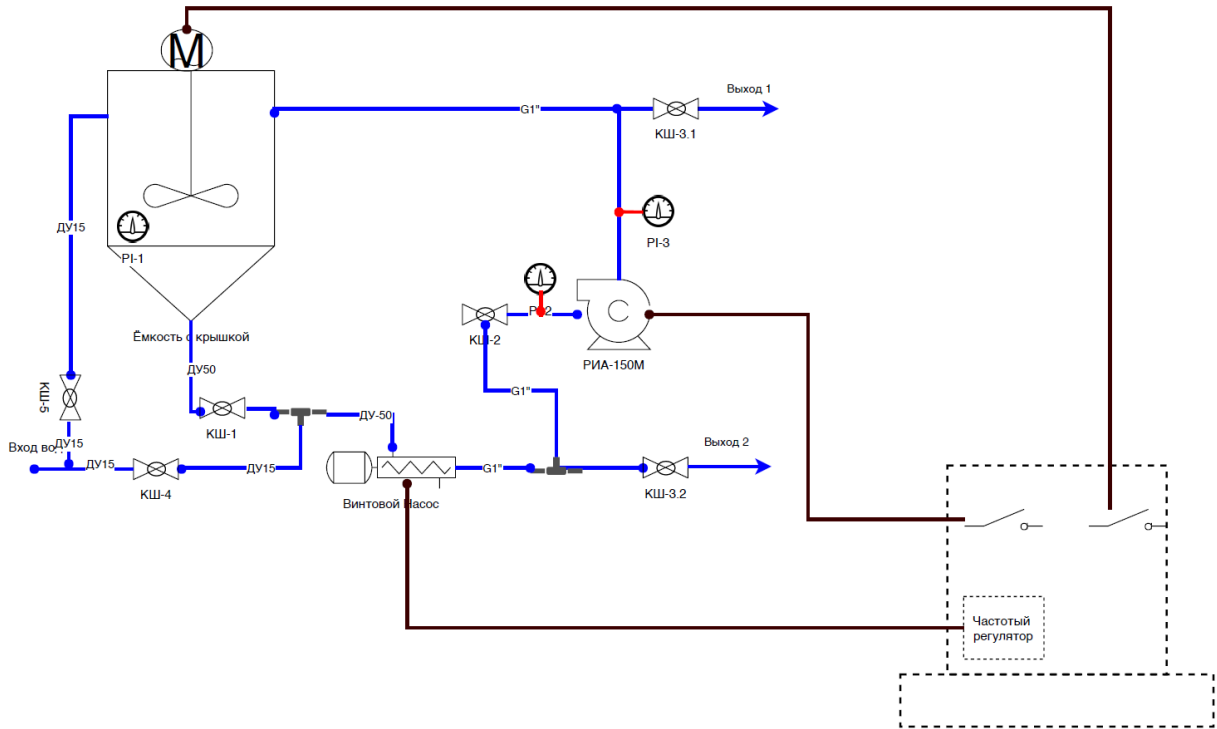 M
Выход 1
G1"
КШ-3.1
ДУ15
PI-3
PI-1
Ёмкость с крышкой
КШ-2
РИА-150М
ДУ50
КШ-5
G1"
КШ-1
ДУ-50
Вход
ДУ15
Выход 2
ДУ15
ДУ15
G1"
КШ-4
КШ-3.2
Винтовой Насос
Частотый
регулятор